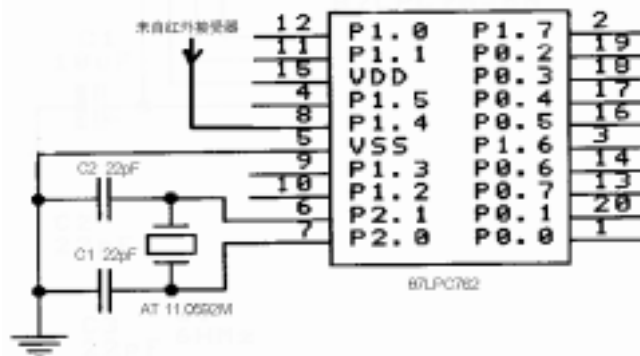 来自红外接受器
12 P1.0 P1.7 2
11 P1.1 P0.2 19
15 VDD P0.3 18
4 P1.5 P0.4 17
8 P1.4 P0.5 16
5 VSS P1.6 3
9 P1.3 P0.6 14
10 P1.2 P0.7 13
6 P2.1 P0.1 20
7 P2.0 P0.0 1
C2 22pF
C1 22pF
AT 11.0592M
87LPC762